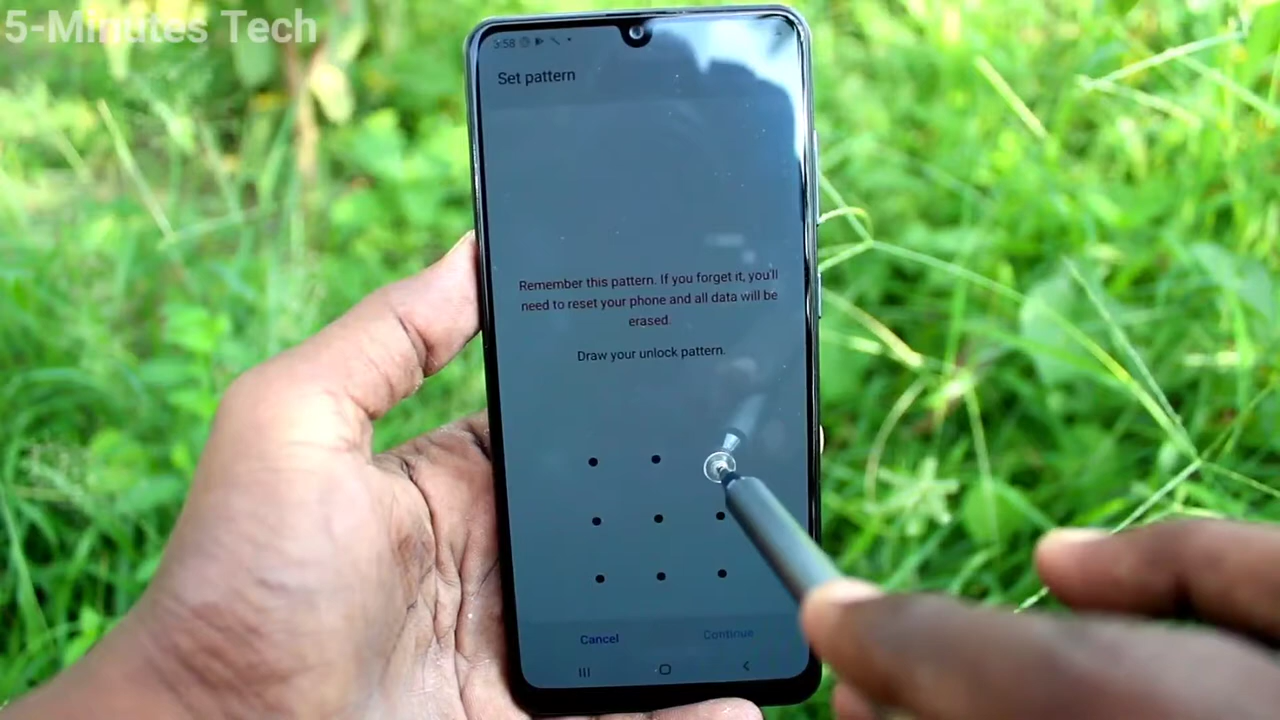 5-Minutes Tech
3:58
Set pattern
Remember this pattern. If you forget it, you'll
need to reset your phone and all data will be
erased.
Draw your unlock pattern.
Cancel Continue